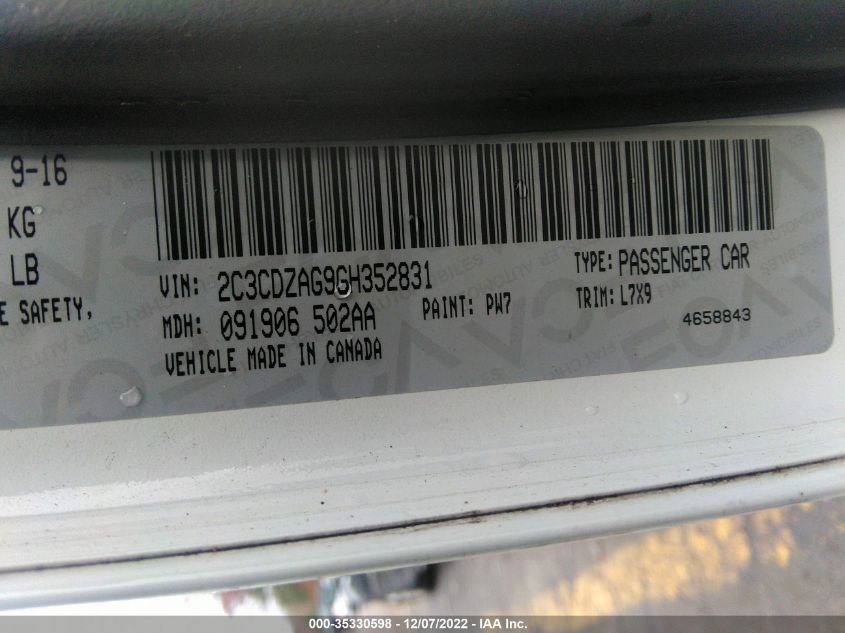 9-16
KG
LB
E SAFETY,
VIN: 2C3CDZAG9GH352831
TYPE: PASSENGER CAR
MDH: 091906 502AA
PAINT: PW7
TRIM: L7X9
VEHICLE MADE IN CANADA
4658843
000-35330598 - 12/07/2022 - IAA Inc.